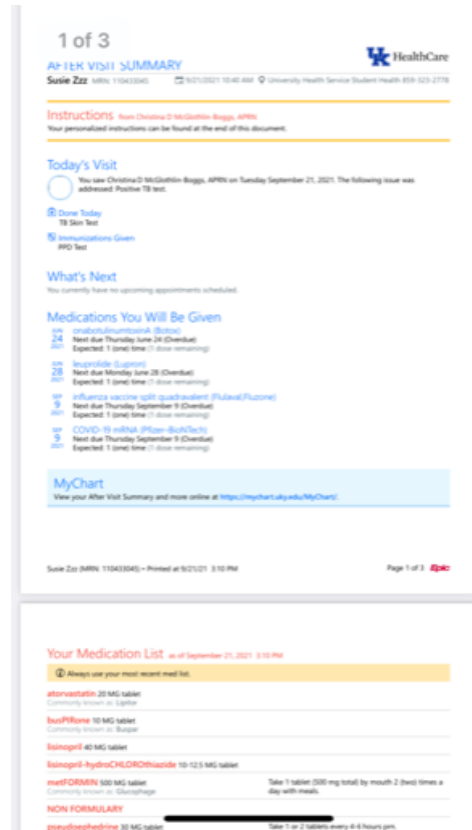 1 of 3
AFTER VISIT SUMMARY
UK HealthCare
Susie Zzz MRN: 110433045 9/21/2021 10:40 AM University Health Service Student Health 859-323-2778
Instructions from Christina D McGlothlin-Boggs, APRN
Your personalized instructions can be found at the end of this document.
Today's Visit
You saw Christina D McGlothlin-Boggs, APRN on Tuesday September 21, 2021. The following issue was
addressed: Positive TB test.
Done Today
TB Skin Test
Immunizations Given
PPD Test
What's Next
You currently have no upcoming appointments scheduled.
Medications You Will Be Given
JUN 24 2021 onabotulinumtoxinA (Botox)
Next due Thursday June 24 (Overdue)
Expected: 1 (one) time (1 dose remaining)
JUN 28 2021 leuprolide (Lupron)
Next due Monday June 28 (Overdue)
Expected: 1 (one) time (1 dose remaining)
SEP 9 2021 influenza vaccine split quadravalent (Flulaval,Fluzone)
Next due Thursday September 9 (Overdue)
Expected: 1 (one) time (1 dose remaining)
SEP 9 2021 COVID-19 mRNA (Pfizer-BioNTech)
Next due Thursday September 9 (Overdue)
Expected: 1 (one) time (1 dose remaining)
MyChart
View your After Visit Summary and more online at https://mychart.uky.edu/MyChart/.
Susie Zzz (MRN: 110433045) • Printed at 9/21/21 3:10 PM Page 1 of 3 Epic
Your Medication List as of September 21, 2021 3:10 PM
Always use your most recent med list.
atorvastatin 20 MG tablet
Commonly known as: Lipitor
busPIRone 10 MG tablet
Commonly known as: Buspar
lisinopril 40 MG tablet
lisinopril-hydroCHLOROthiazide 10-12.5 MG tablet
metFORMIN 500 MG tablet Take 1 tablet (500 mg total) by mouth 2 (two) times a
Commonly known as: Glucophage day with meals.
NON FORMULARY
pseudoephedrine 30 MG tablet Take 1 or 2 tablets every 4-6 hours prn.